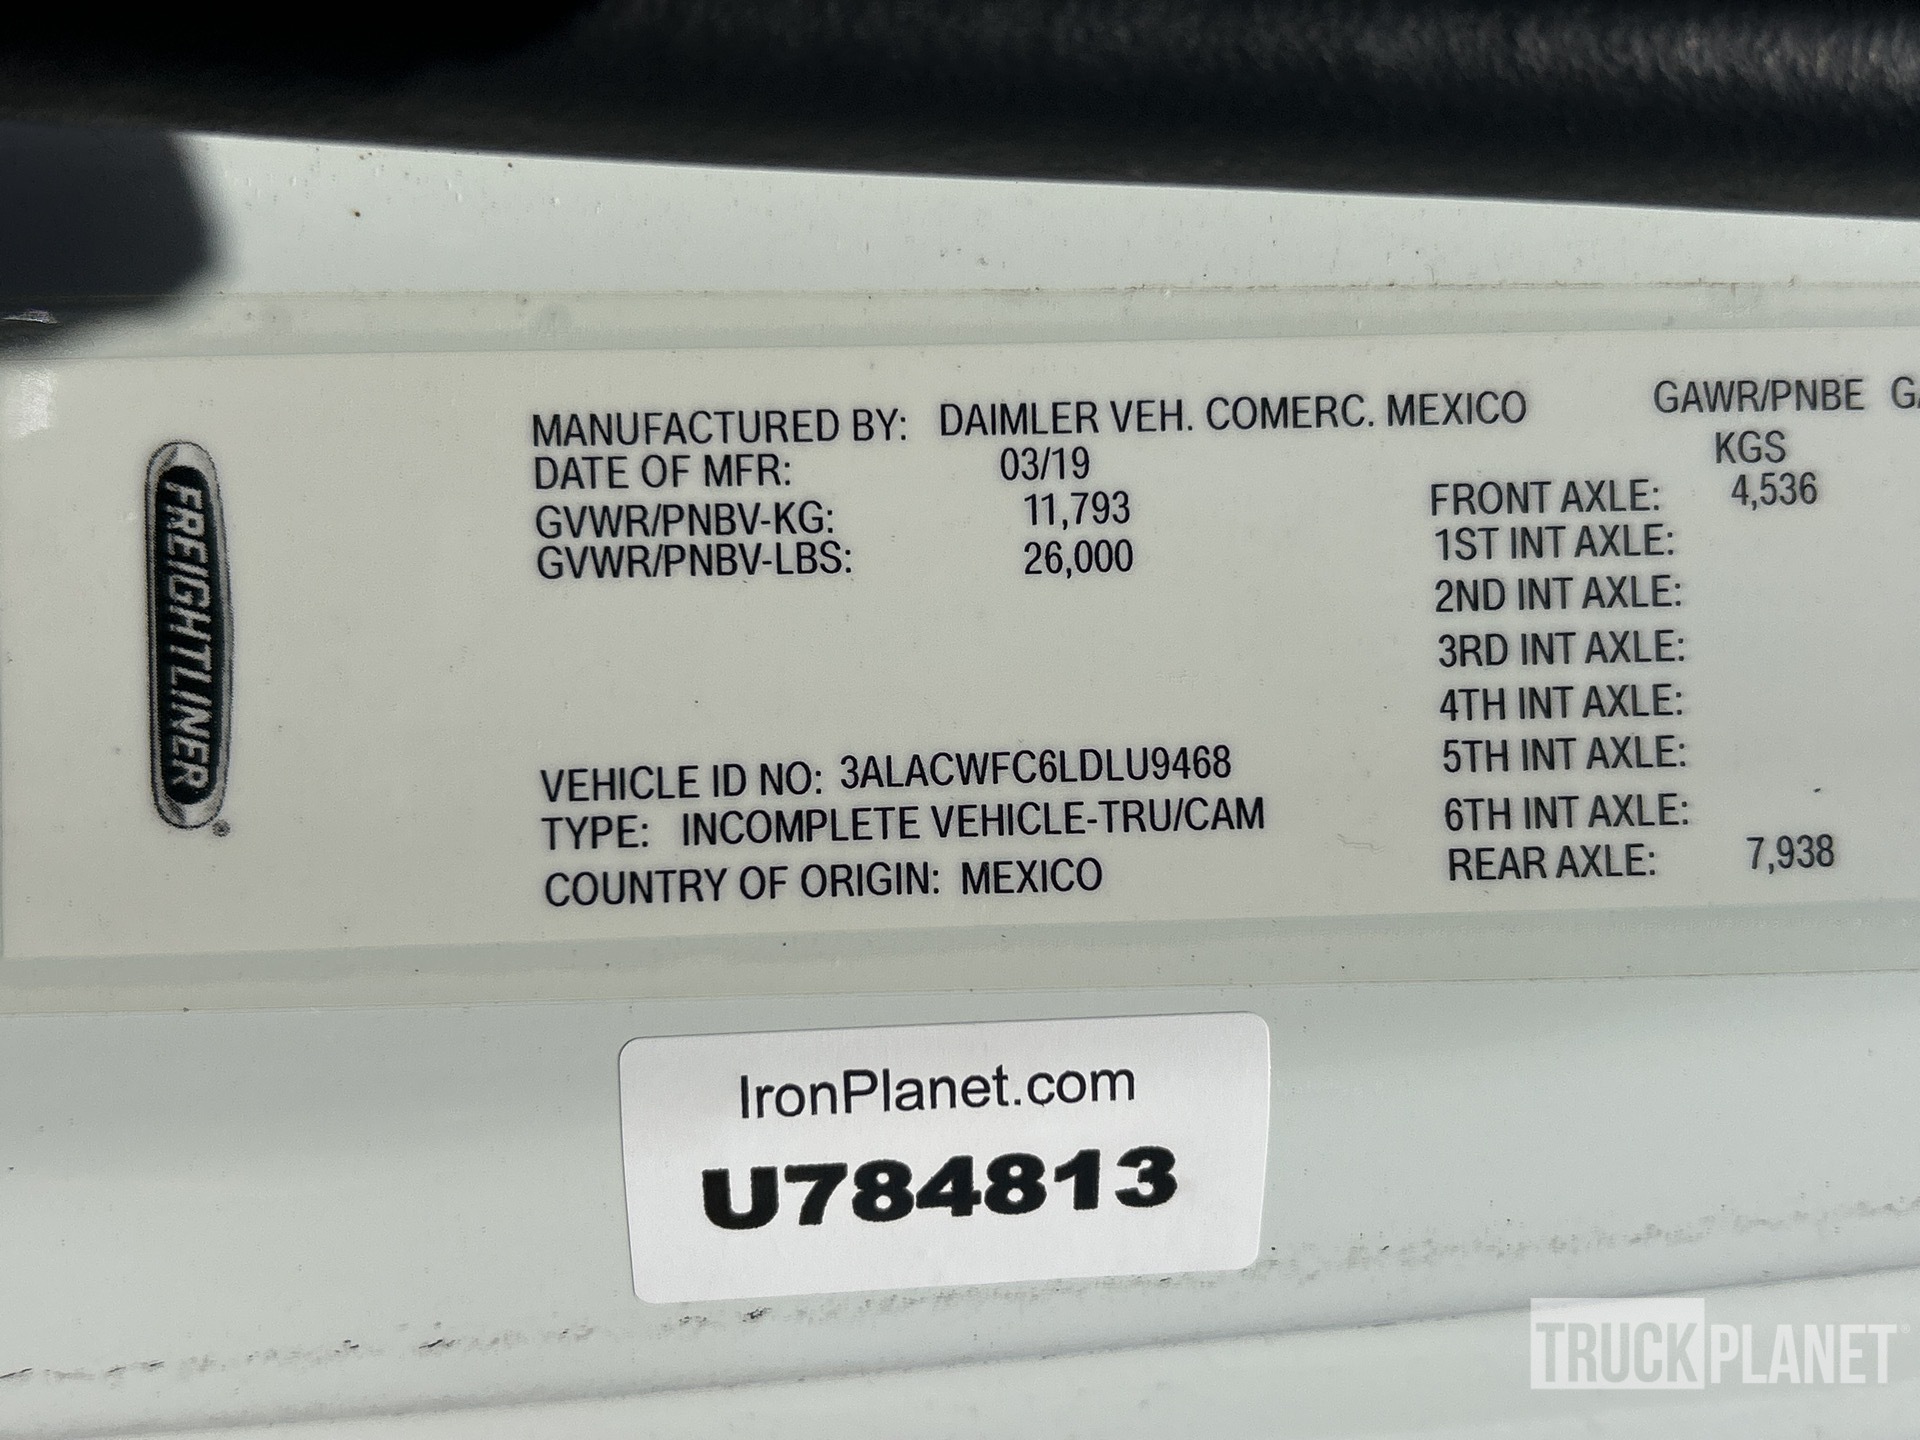 FREIGHTLINER
MANUFACTURED BY: DAIMLER VEH. COMERC. MEXICO
DATE OF MFR: 03/19
GVWR/PNBV-KG: 11,793
GVWR/PNBV-LBS: 26,000
VEHICLE ID NO: 3ALACWFC6LDLU9468
TYPE: INCOMPLETE VEHICLE-TRU/CAM
COUNTRY OF ORIGIN: MEXICO
GAWR/PNBE
KGS
FRONT AXLE: 4,536
1ST INT AXLE:
2ND INT AXLE:
3RD INT AXLE:
4TH INT AXLE:
5TH INT AXLE:
6TH INT AXLE:
REAR AXLE: 7,938
IronPlanet.com
U784813
TRUCKPLANET